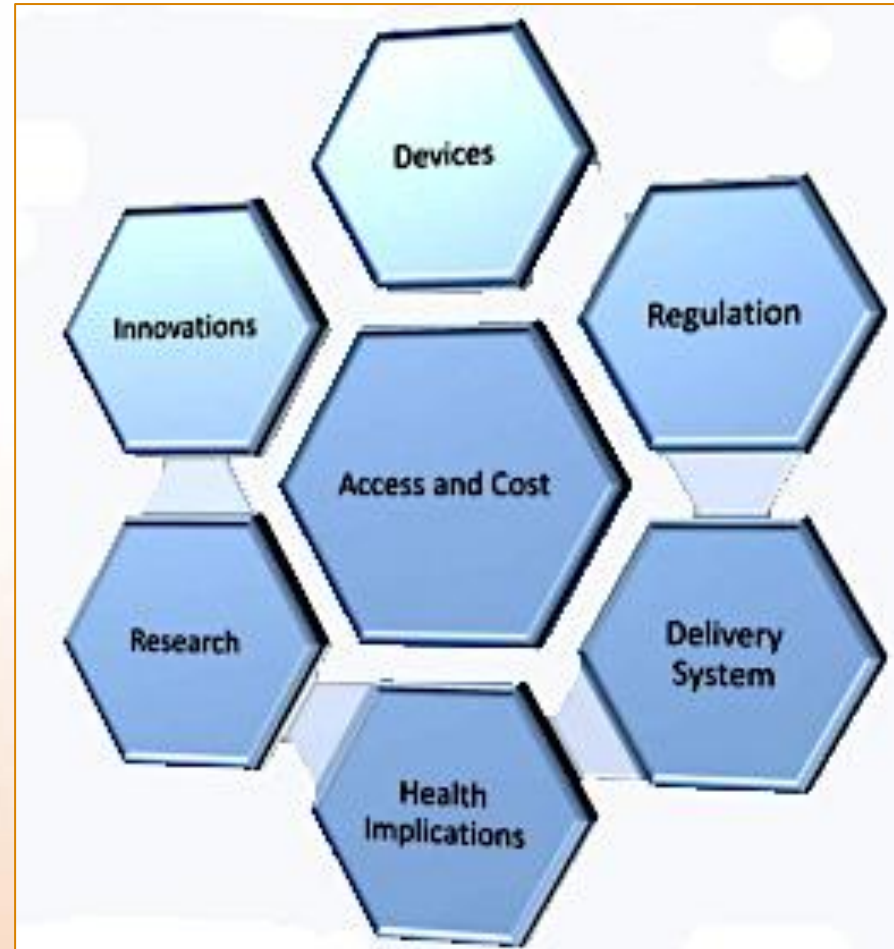 Devices
Innovations
Regulation
Access and Cost
Research
Delivery
System
Health
Implications